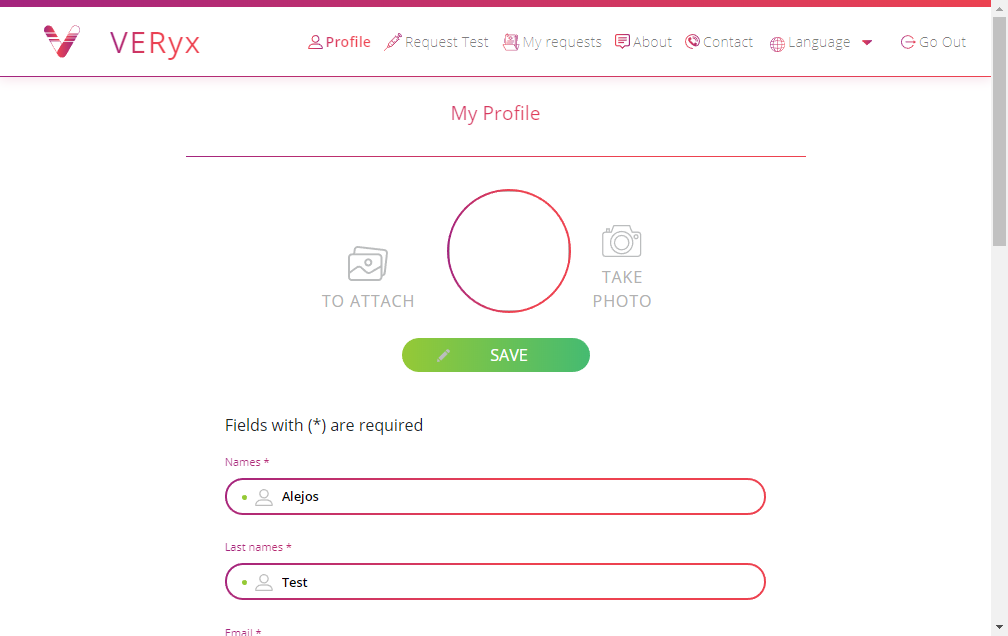 VERyx
Profile Request Test My requests About Contact Language Go Out
My Profile
TO ATTACH
TAKE
PHOTO
SAVE
Fields with (*) are required
Names *
Alejos
Last names *
Test
Email *